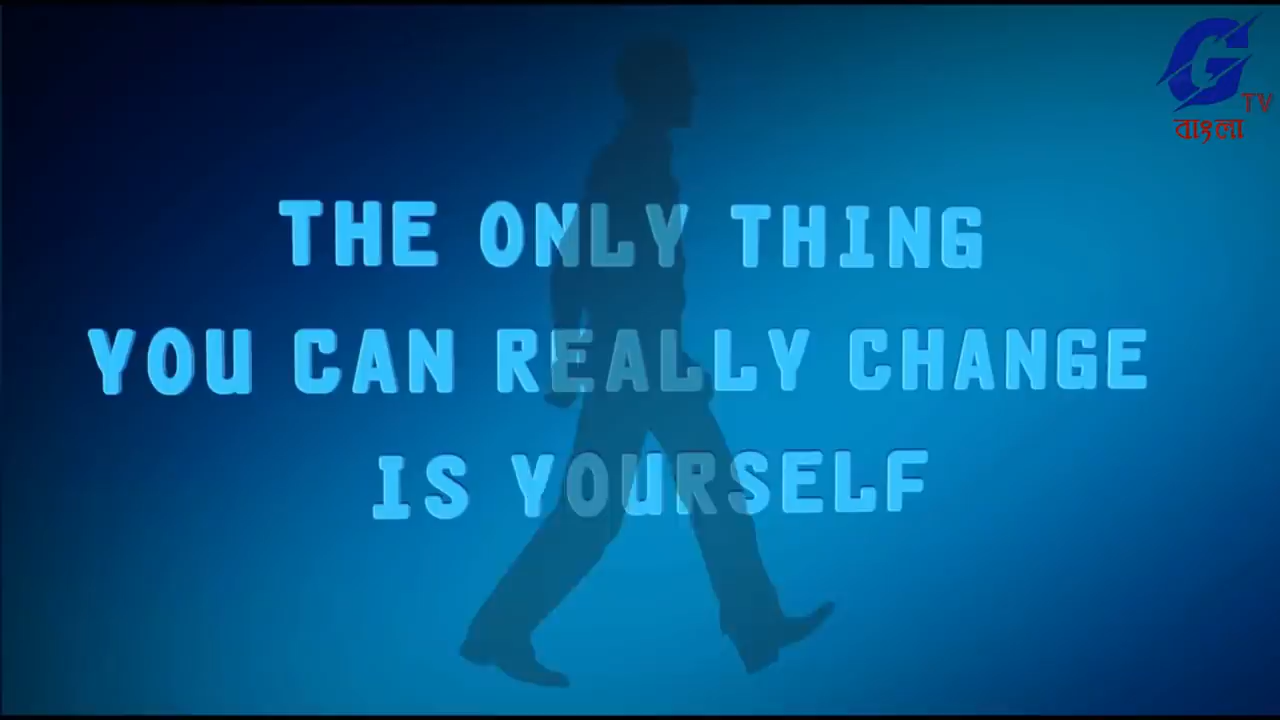 G
TV
বাংলা
THE ONLY THING
YOU CAN REALLY CHANGE
IS YOURSELF